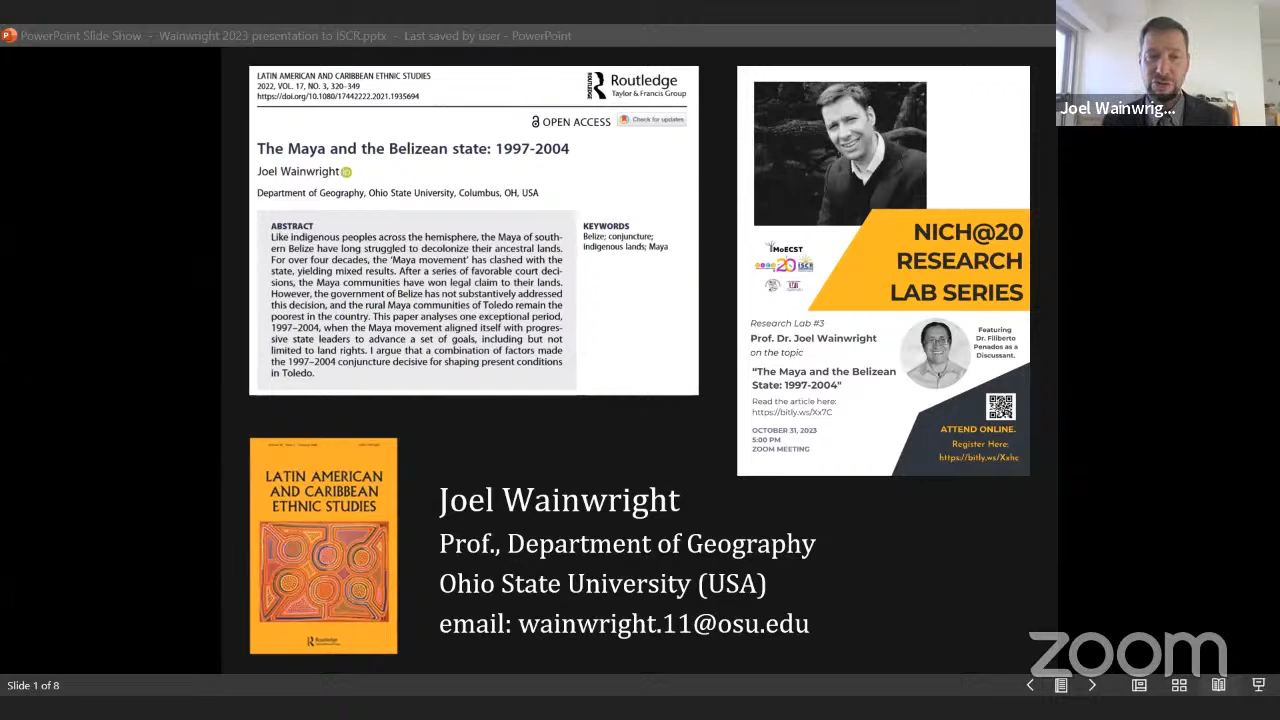 PowerPoint Slide Show - Wainwright 2023 presentation to ISCR.pptx - Last saved by user - PowerPoint
Joel Wainwrig...
LATIN AMERICAN AND CARIBBEAN ETHNIC STUDIES
2022, VOL. 17, NO. 3, 320–349
https://doi.org/10.1080/17442222.2021.1935694
ROUTLEDGE
Routledge
Taylor & Francis Group
OPEN ACCESS
Check for updates
The Maya and the Belizean state: 1997-2004
Joel Wainwright
iD
Department of Geography, Ohio State University, Columbus, OH, USA
ABSTRACT
Like indigenous peoples across the hemisphere, the Maya of south-
ern Belize have long struggled to decolonize their ancestral lands.
For over four decades, the 'Maya movement' has clashed with the
state, yielding mixed results. After a series of favorable court deci-
sions, the Maya communities have won legal claim to their lands.
However, the government of Belize has not substantively addressed
this decision, and the rural Maya communities of Toledo remain the
poorest in the country. This paper analyses one exceptional period,
1997–2004, when the Maya movement aligned itself with progres-
sive state leaders to advance a set of goals, including but not
limited to land rights. I argue that a combination of factors made
the 1997–2004 conjuncture decisive for shaping present conditions
in Toledo.
KEYWORDS
Belize; conjuncture;
indigenous lands; Maya
NICH@20
RESEARCH
LAB SERIES
MoECST
20
ISCR
Research Lab #3
Prof. Dr. Joel Wainwright
on the topic
"The Maya and the Belizean
State: 1997-2004"
Read the article here:
https://bitly.ws/Xx7C
OCTOBER 31, 2023
5:00 PM
ZOOM MEETING
Featuring
Dr. Filiberto
Penados as a
Discussant.
ATTEND ONLINE.
Register Here:
https://bitly.ws/Xxhc
LATIN AMERICAN
AND CARIBBEAN
ETHNIC STUDIES
Routledge
Joel Wainwright
Prof., Department of Geography
Ohio State University (USA)
email: wainwright.11@osu.edu
zoom
Slide 1 of 8